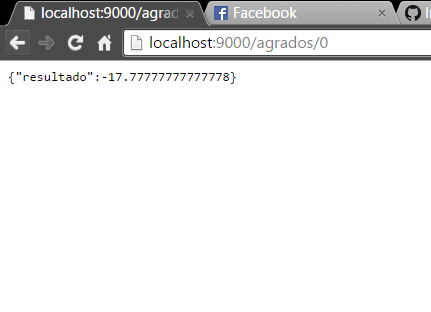 localhost:9000/agrad
Facebook
localhost:9000/agrados/0
{"resultado":-17.77777777777778}